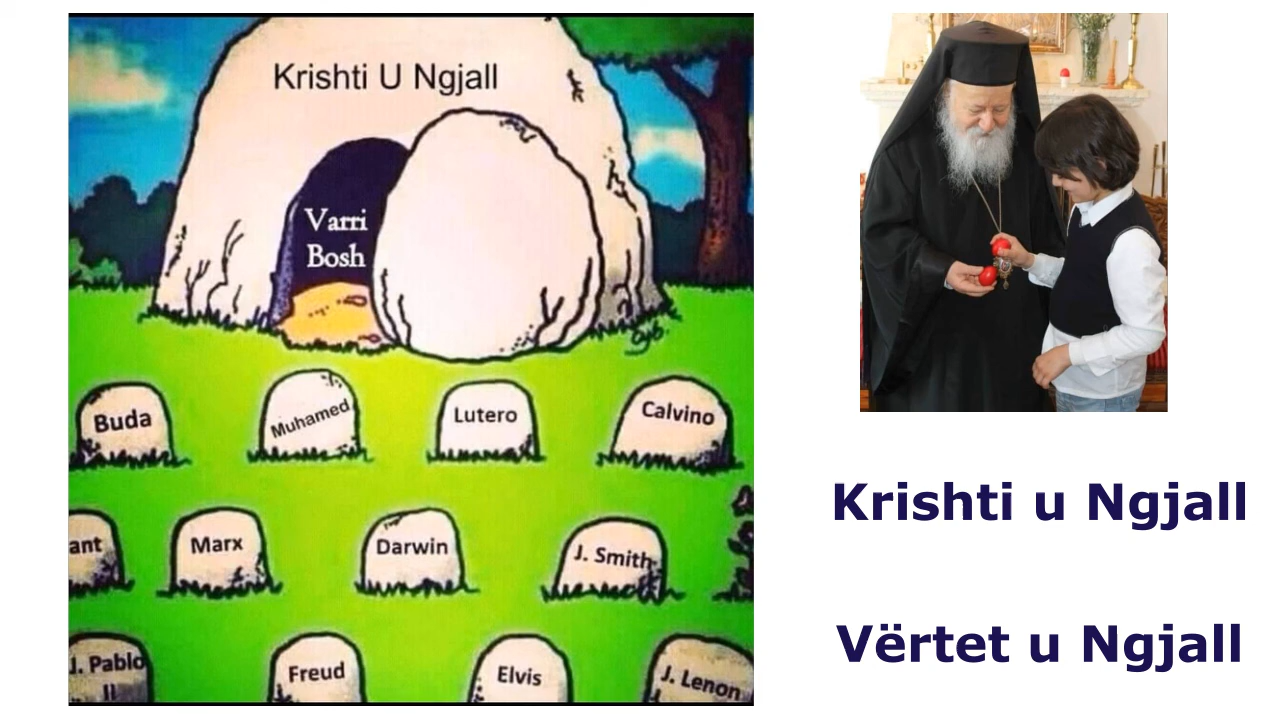 Krishti U Ngjall
Varri
Bosh
Buda
Muhamed
Lutero
Calvino
ant
Marx
Darwin
J. Smith
J. Pablo
II
Freud
Elvis
J. Lenon
Krishti u Ngjall
Vërtet u Ngjall